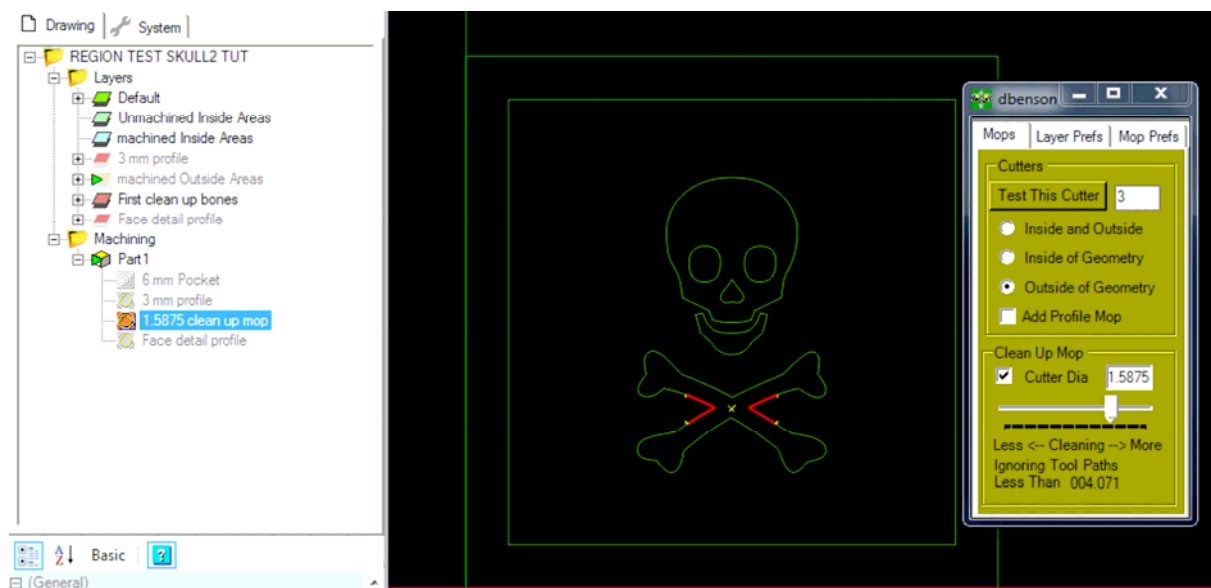 Drawing System
REGION TEST SKULL2 TUT
Layers
Default
Unmachined Inside Areas
machined Inside Areas
3 mm profile
machined Outside Areas
First clean up bones
Face detail profile
Machining
Part1
6 mm Pocket
3 mm profile
1.5875 clean up mop
Face detail profile
Basic
(General)
dbenson
Mops Layer Prefs Mop Prefs
Cutters
Test This Cutter 3
Inside and Outside
Inside of Geometry
Outside of Geometry
Add Profile Mop
Clean Up Mop
Cutter Dia 1.5875
Less <-- Cleaning --> More
Ignoring Tool Paths
Less Than 004.071